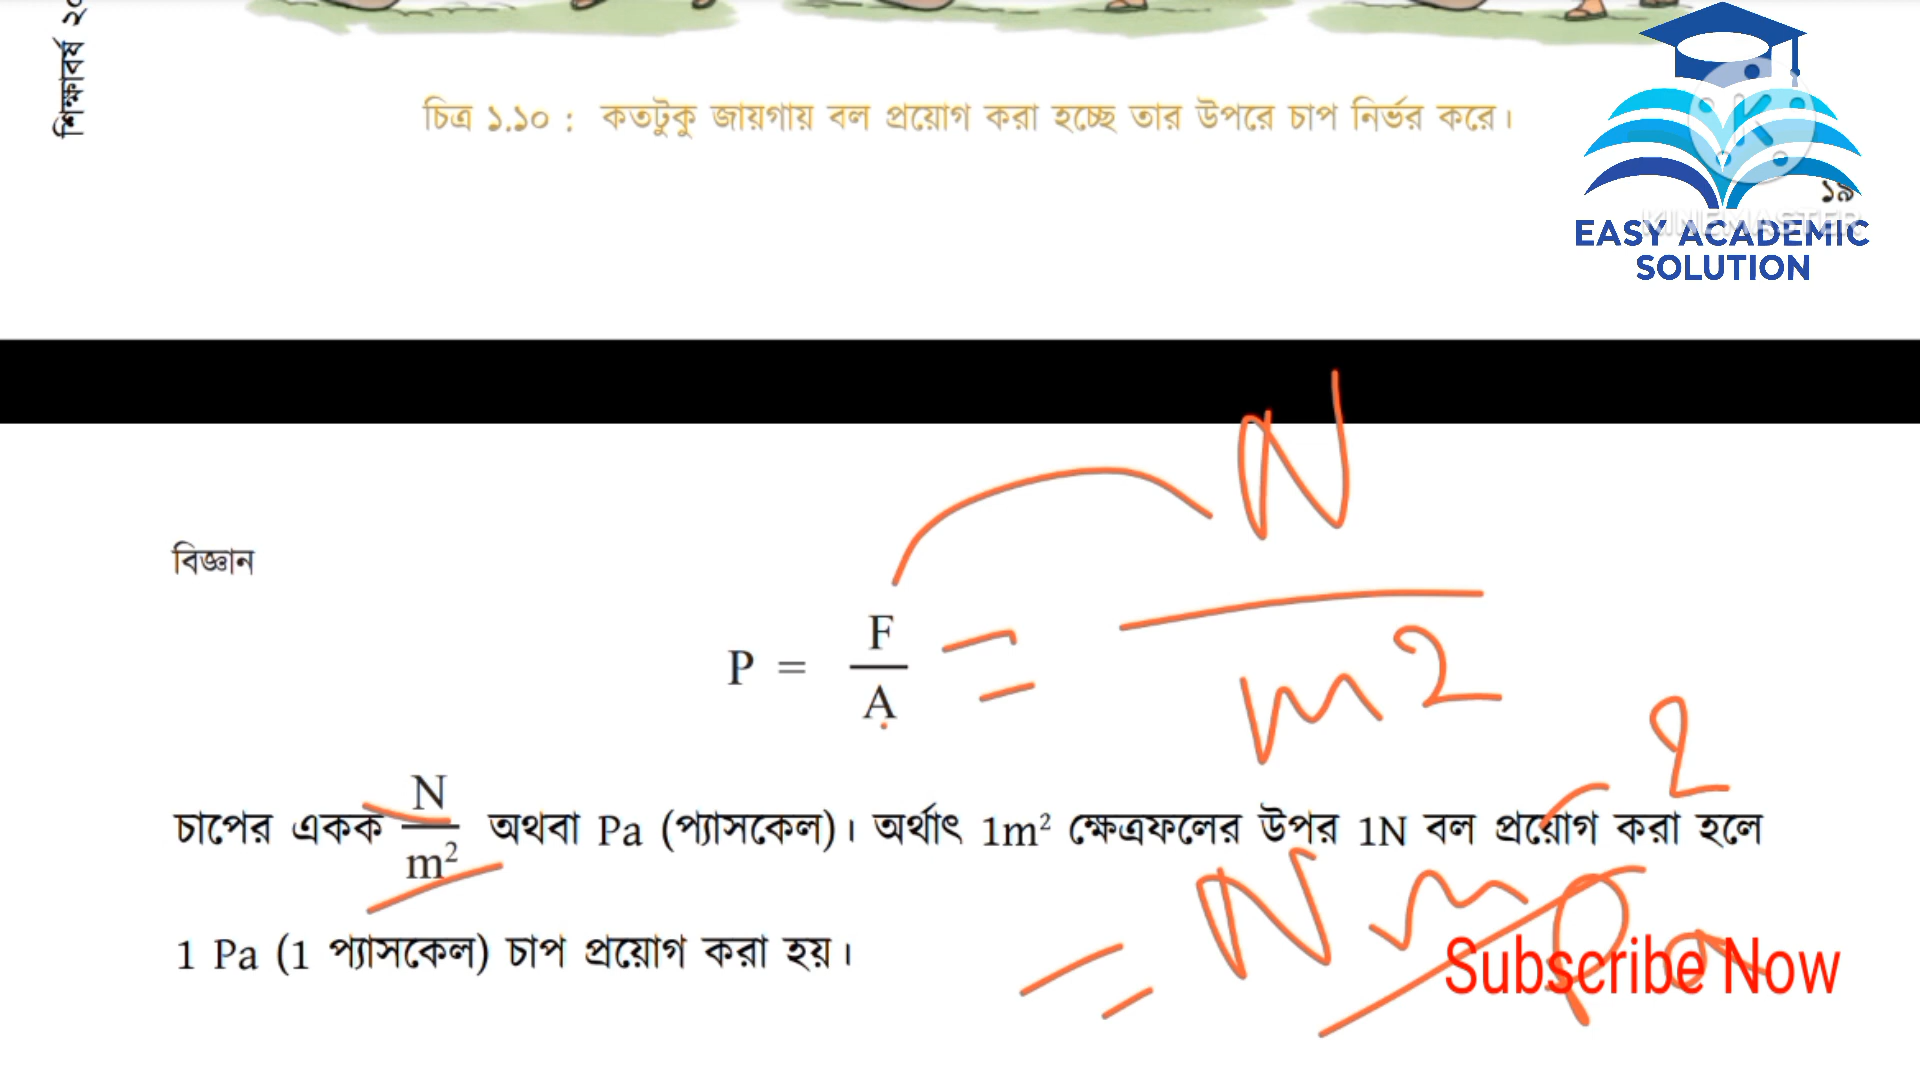 শিক্ষাবর্ষ ২০
চিত্র ১.১০ : কতটুকু জায়গায় বল প্রয়োগ করা হচ্ছে তার উপরে চাপ নির্ভর করে।
১৯
KINEMASTER
EASY ACADEMIC
SOLUTION
বিজ্ঞান
P = F/A = N/m2
চাপের একক N/m² অথবা Pa (প্যাসকেল)। অর্থাৎ 1m² ক্ষেত্রফলের উপর 1N বল প্রয়োগ করা হলে
1 Pa (1 প্যাসকেল) চাপ প্রয়োগ করা হয়।
= N m - 2
Pa
Subscribe Now